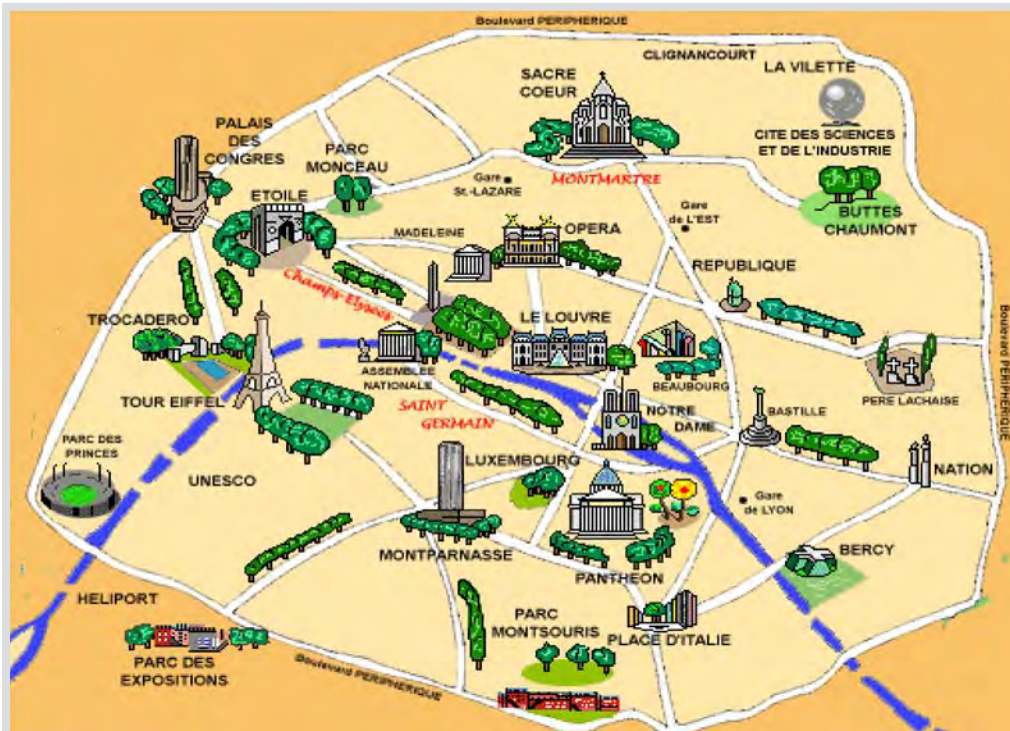 Boulevard PERIPHERIQUE
CLIGNANCOURT
LA VILETTE
SACRE
COEUR
PALAIS
DES
CONGRES
CITE DES SCIENCES
ET DE L'INDUSTRIE
PARC
MONCEAU
Gare
St.-LAZARE
MONTMARTRE
ETOILE
Gare
de L'EST
BUTTES
CHAUMONT
MADELEINE
OPERA
REPUBLIQUE
Champs-Elysees
TROCADERO
LE LOUVRE
Boulevard PERIPHERIQUE
ASSEMBLEE
NATIONALE
BEAUBOURG
PERE LACHAISE
TOUR EIFFEL
SAINT
GERMAIN
NOTRE
DAME
BASTILLE
PARC DES
PRINCES
LUXEMBOURG
NATION
UNESCO
Gare
de LYON
MONTPARNASSE
BERCY
PANTHEON
HELIPORT
PARC
MONTSOURIS
PLACE D'ITALIE
PARC DES
EXPOSITIONS
Boulevard PERIPHERIQUE